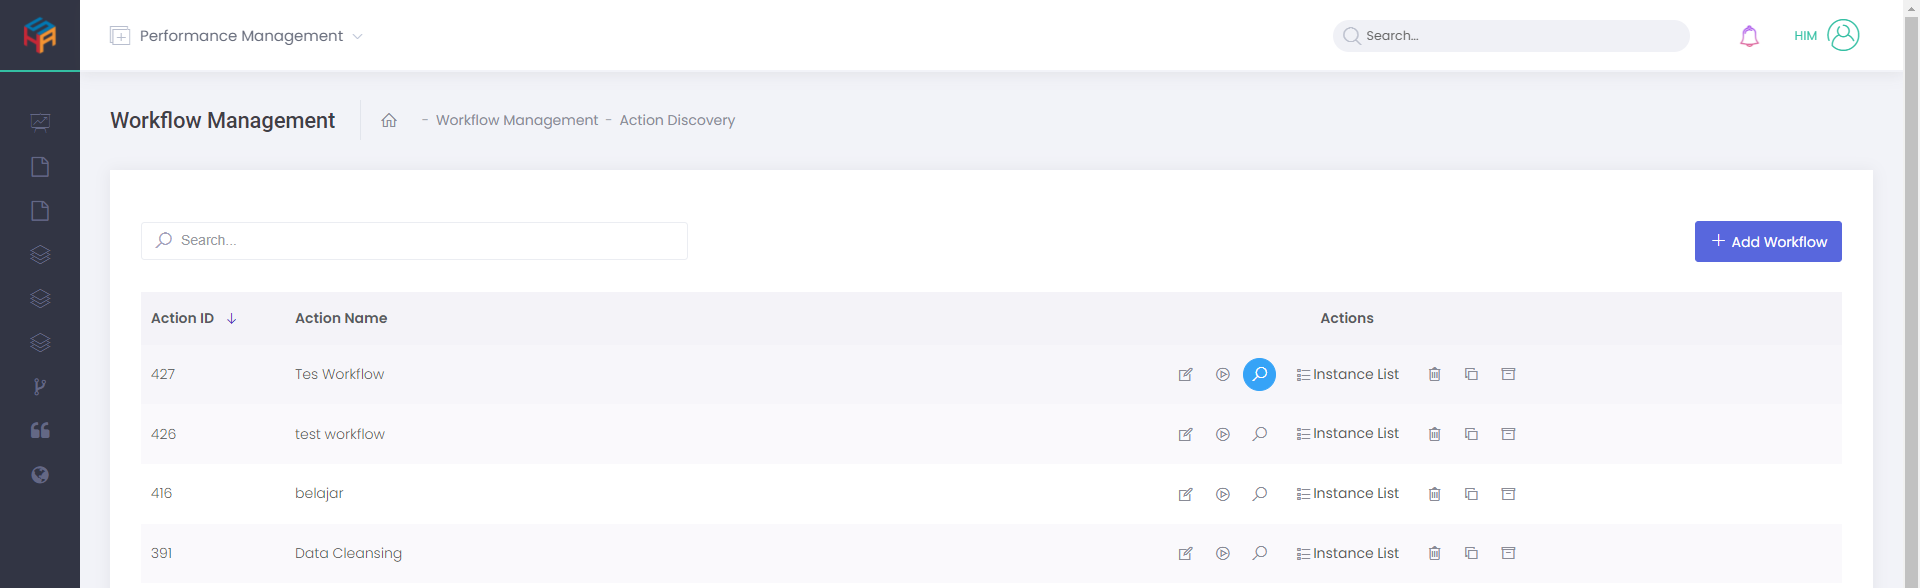 Performance Management
Search...
HIM
Workflow Management
- Workflow Management - Action Discovery
Search...
+ Add Workflow
Action ID Action Name Actions
427 Tes Workflow Instance List
426 test workflow Instance List
416 belajar Instance List
391 Data Cleansing Instance List